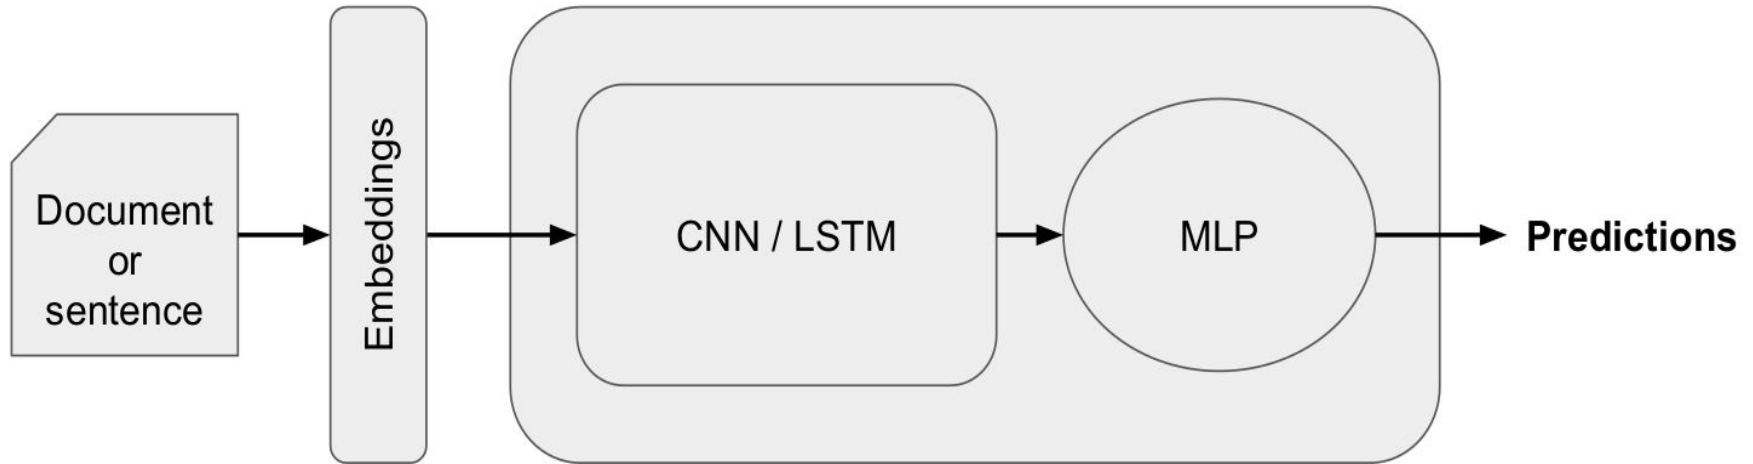 Document
or
sentence
Embeddings
CNN / LSTM
MLP
Predictions